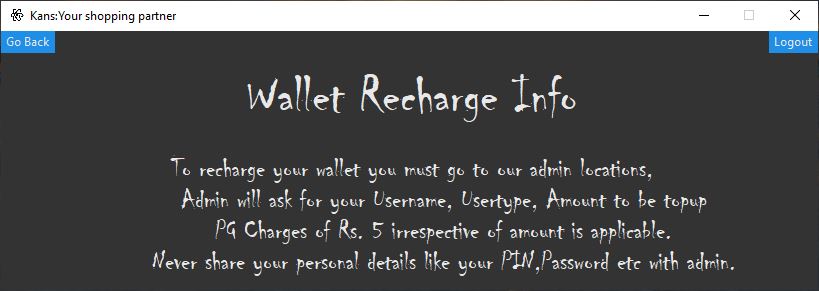 Kans:Your shopping partner
Go Back
Logout
Wallet Recharge Info
To recharge your wallet you must go to our admin locations,
Admin will ask for your Username, Usertype, Amount to be topup
PG Charges of Rs. 5 irrespective of amount is applicable.
Never share your personal details like your PIN,Password etc with admin.